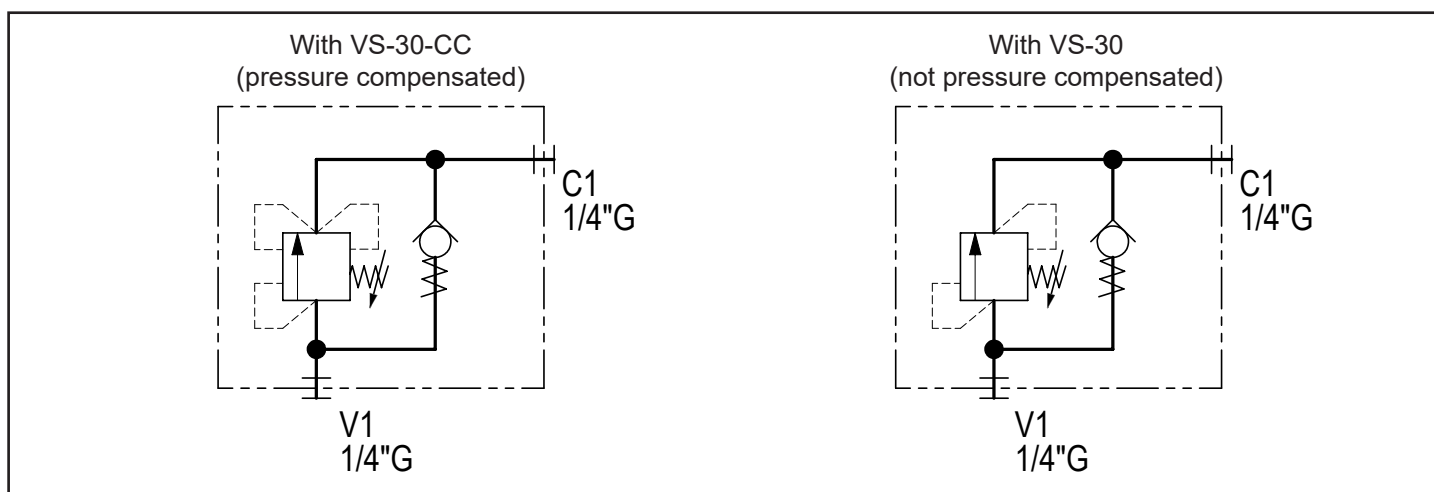 With VS-30-CC
(pressure compensated)
C1
1/4"G
V1
1/4"G
With VS-30
(not pressure compensated)
C1
1/4"G
V1
1/4"G